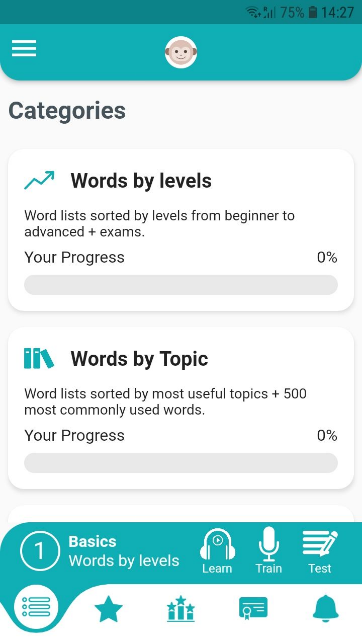 75% 14:27
Categories
Words by levels
Word lists sorted by levels from beginner to
advanced + exams.
Your Progress 0%
Words by Topic
Word lists sorted by most useful topics + 500
most commonly used words.
Your Progress 0%
1 Basics
Words by levels
Learn Train Test